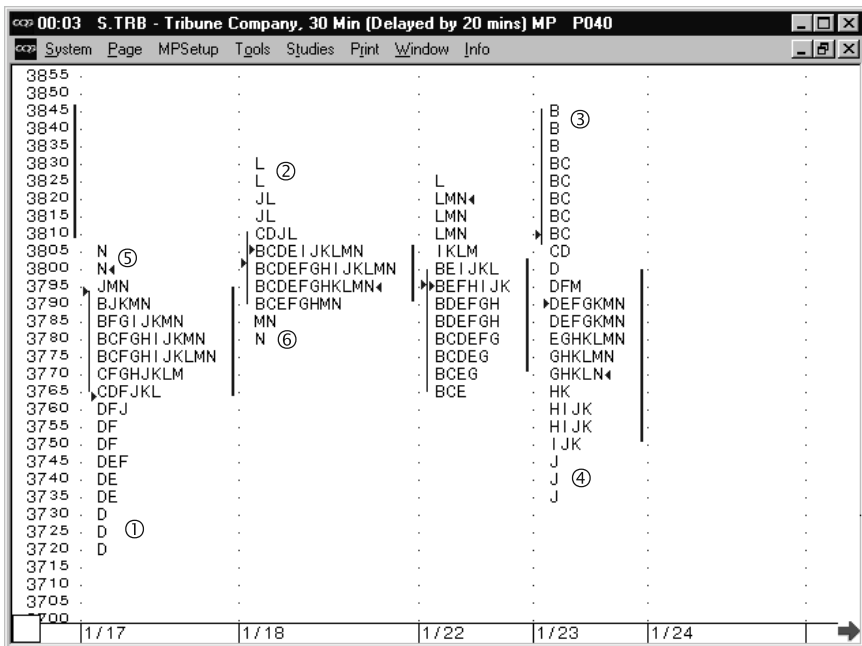 CQG 00:03 S.TRB - Tribune Company, 30 Min (Delayed by 20 mins) MP P040
CQG System Page MPSetup Tools Studies Print Window Info
3855
3850
3845 B ③
3840 B
3835 B
3830 L ② BC
3825 L L BC
3820 JL LMN BC
3815 JL LMN BC
3810 CDJL LMN BC
3805 N ⑤ BCDEIJKLMN IKLM CD
3800 N BCDEFGHIJKLMN BEIJKL D
3795 JMN BCDEFGHKLMN BEFHIJK DFM
3790 BJKMN BCEFGHMN BDEFGH DEFGKMN
3785 BFGIJKMN MN BDEFGH DEFGKMN
3780 BCFGHIJKMN N ⑥ BCDEFG EGHKLMN
3775 BCFGHIJKLMN BCDEG GHKLMN
3770 CFGHJKLM BCEG GHKLN
3765 CDFJKL BCE HK
3760 DFJ HIJK
3755 DF HIJK
3750 DF IJK
3745 DEF J
3740 DE J ④
3735 DE J
3730 D
3725 D ①
3720 D
3715
3710
3705
3700
1/17 1/18 1/22 1/23 1/24